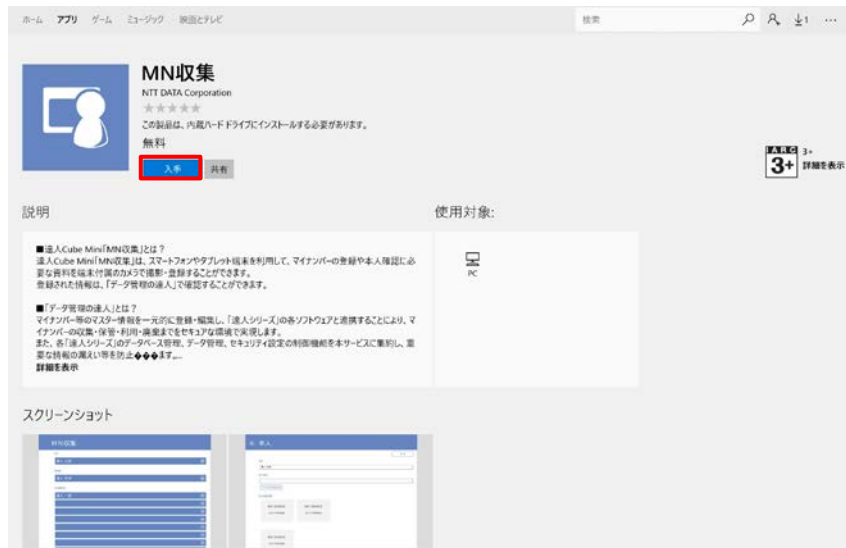 ホーム アプリ ゲーム ミュージック 映画とテレビ 検索 1 …
MN収集
NTT DATA Corporation
この製品は、内蔵ハードドライブにインストールする必要があります。
無料
入手 共有
IARC 3+
3+ 詳細を表示
説明
使用対象:
■達人Cube Mini「MN収集」とは？
達人Cube Mini「MN収集」は、スマートフォンやタブレット端末を利用して、マイナンバーの登録や本人確認に必
要な資料を端末付属のカメラで撮影・登録することができます。
登録された情報は、「データ管理の達人」で確認することができます。
■「データ管理の達人」とは？
マイナンバー等のマスター情報を一元的に登録・編集し、「達人シリーズ」の各ソフトウェアと連携することにより、マ
イナンバーの収集・保管・利用・廃棄までをセキュアな環境で実現します。
また、各「達人シリーズ」のデータベース管理、データ管理、セキュリティ設定の制御機能を本サービスに集約し、重
要な情報の漏えい等を防止���ます。...
詳細を表示
PC
スクリーンショット
MN収集
本人